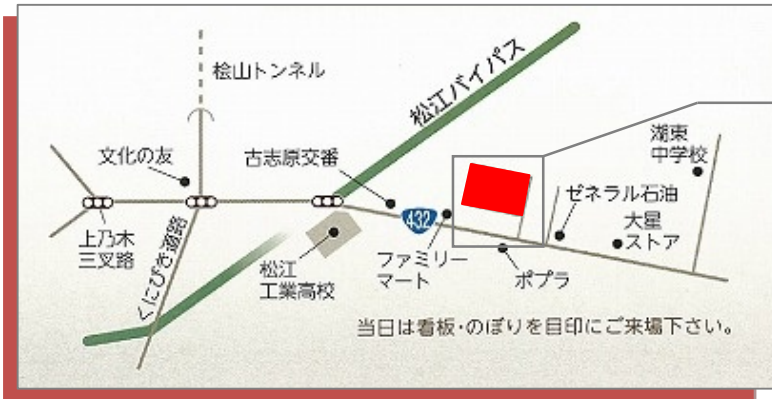 桧山トンネル
松江バイパス
文化の友
古志原交番
湖東
中学校
432
ゼネラル石油
大星
ストア
上乃木
三叉路
くにびき道路
松江
工業高校
ファミリー
マート
ポプラ
当日は看板・のぼりを目印にご来場下さい。